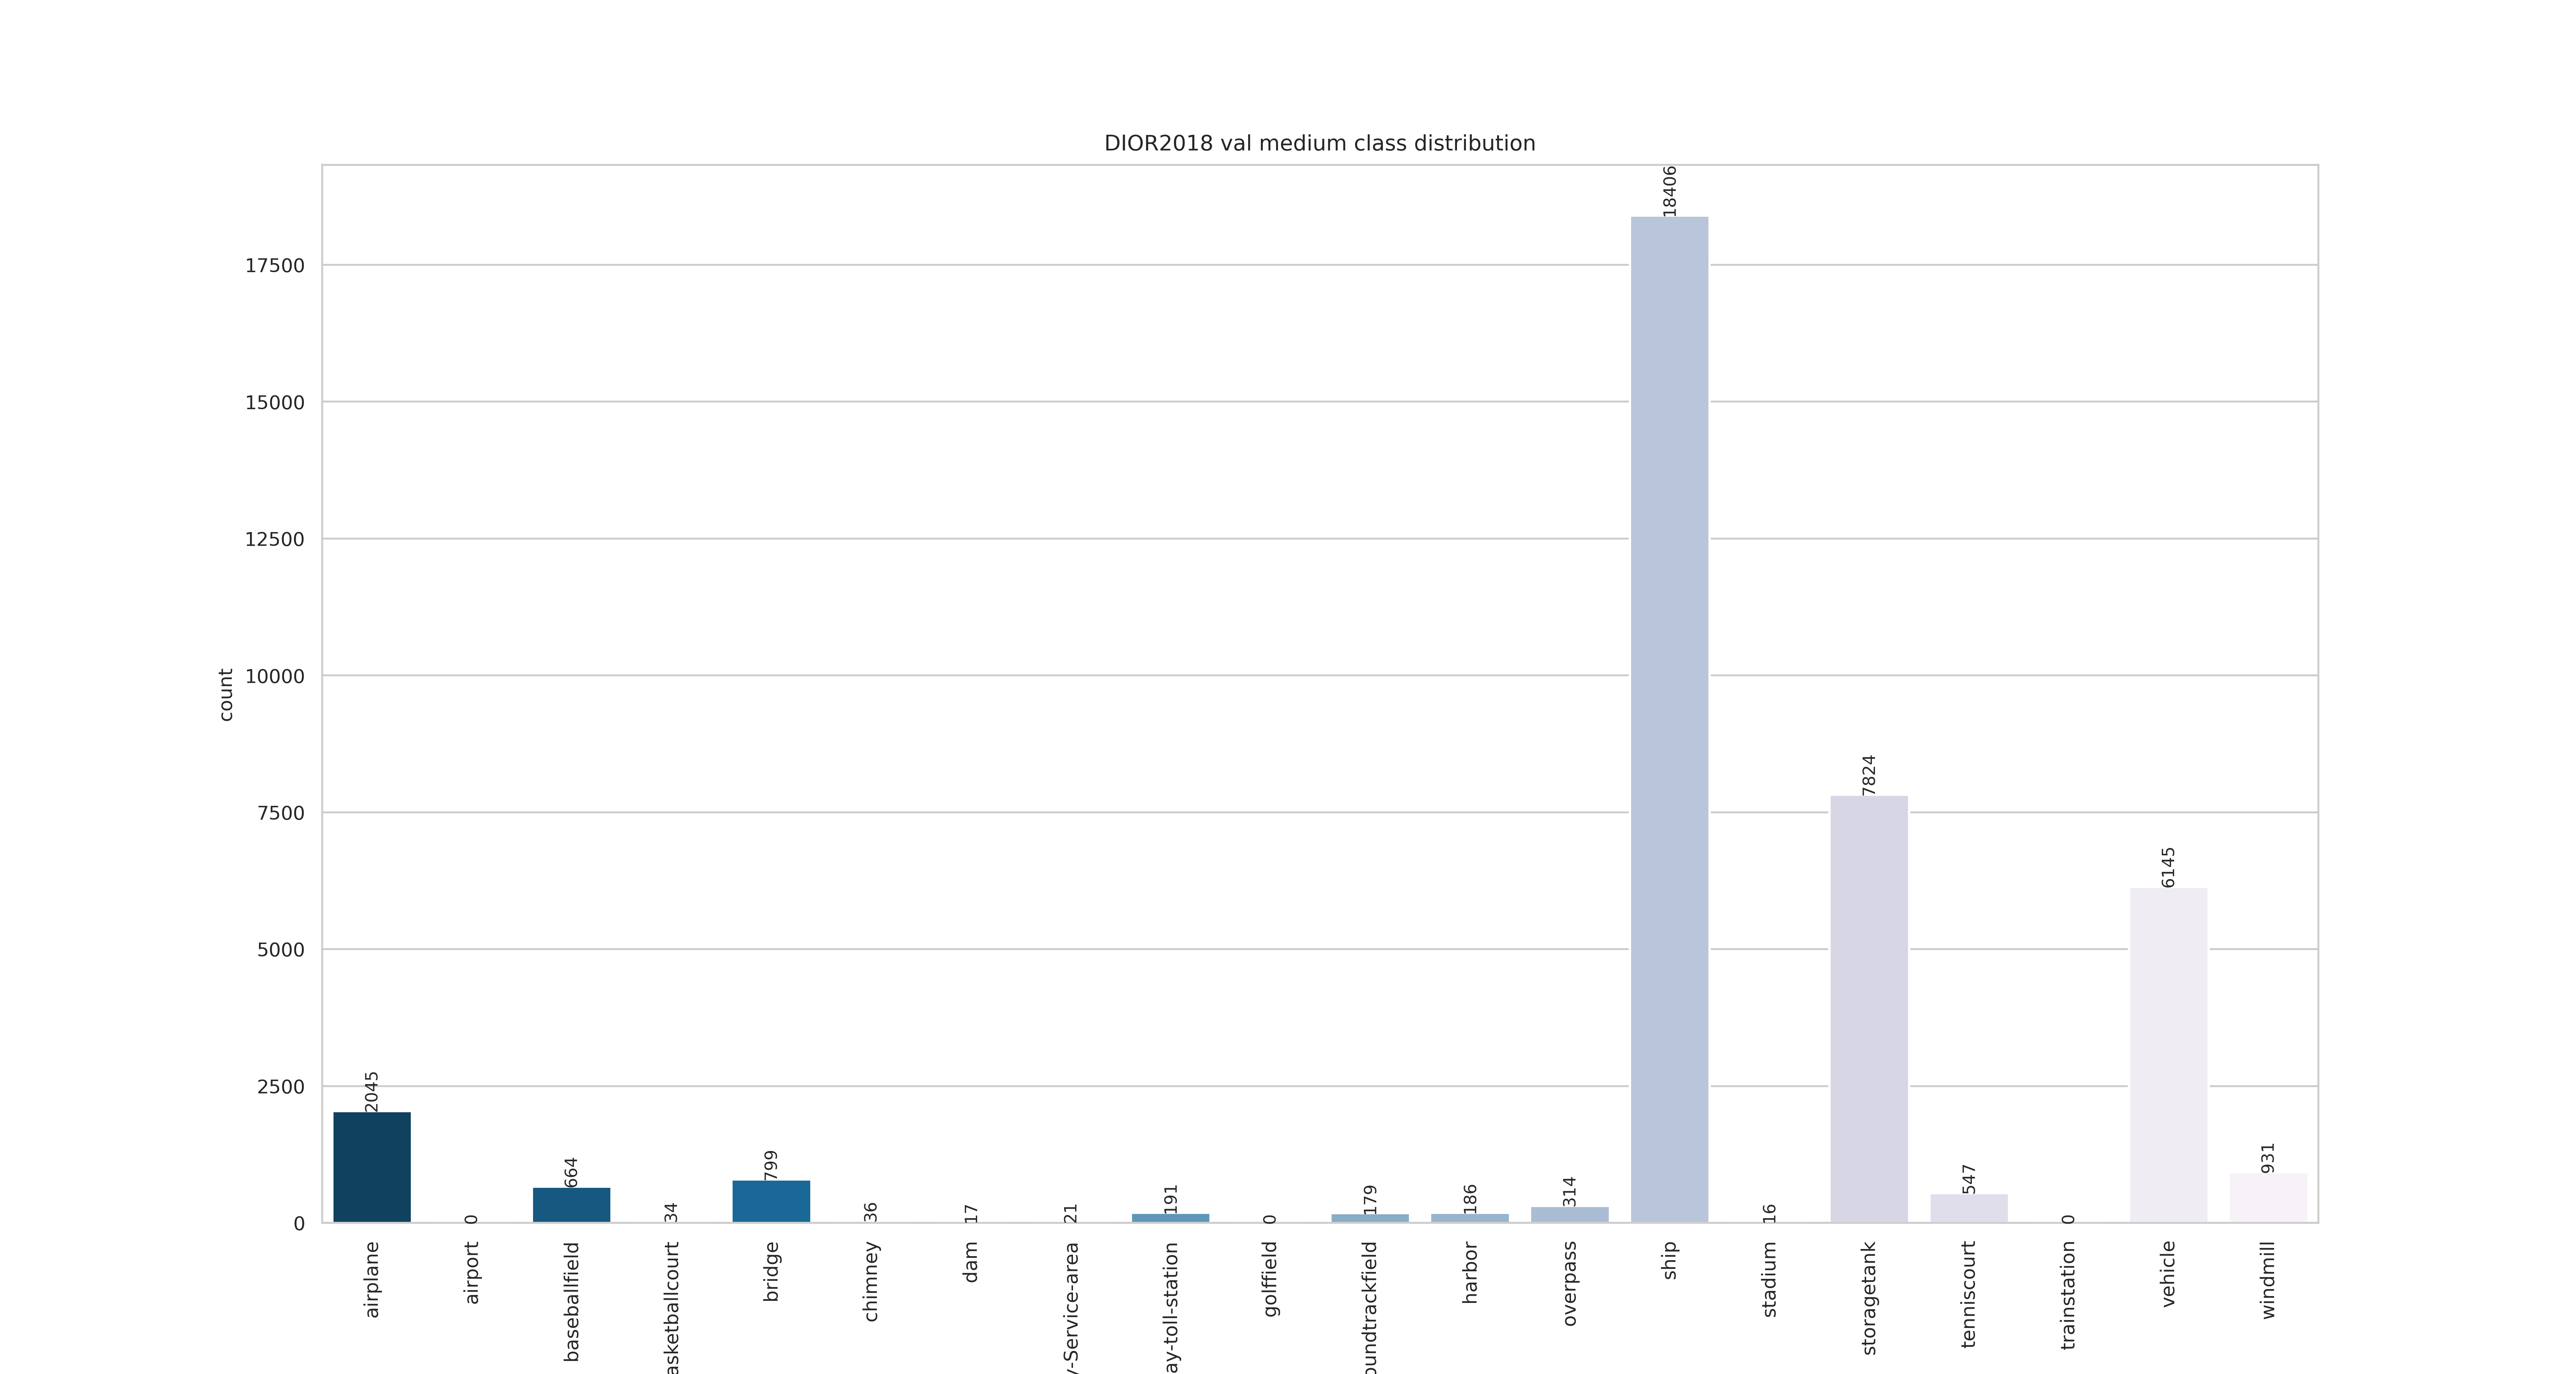 DIOR2018 val medium class distribution
count
17500
15000
12500
10000
7500
5000
2500
0
2045
0
664
34
799
36
17
21
191
0
179
186
314
18406
16
7824
547
0
6145
931
airplane
airport
baseballfield
asketballcourt
bridge
chimney
dam
y-Service-area
ay-toll-station
golffield
oundtrackfield
harbor
overpass
ship
stadium
storagetank
tenniscourt
trainstation
vehicle
windmill